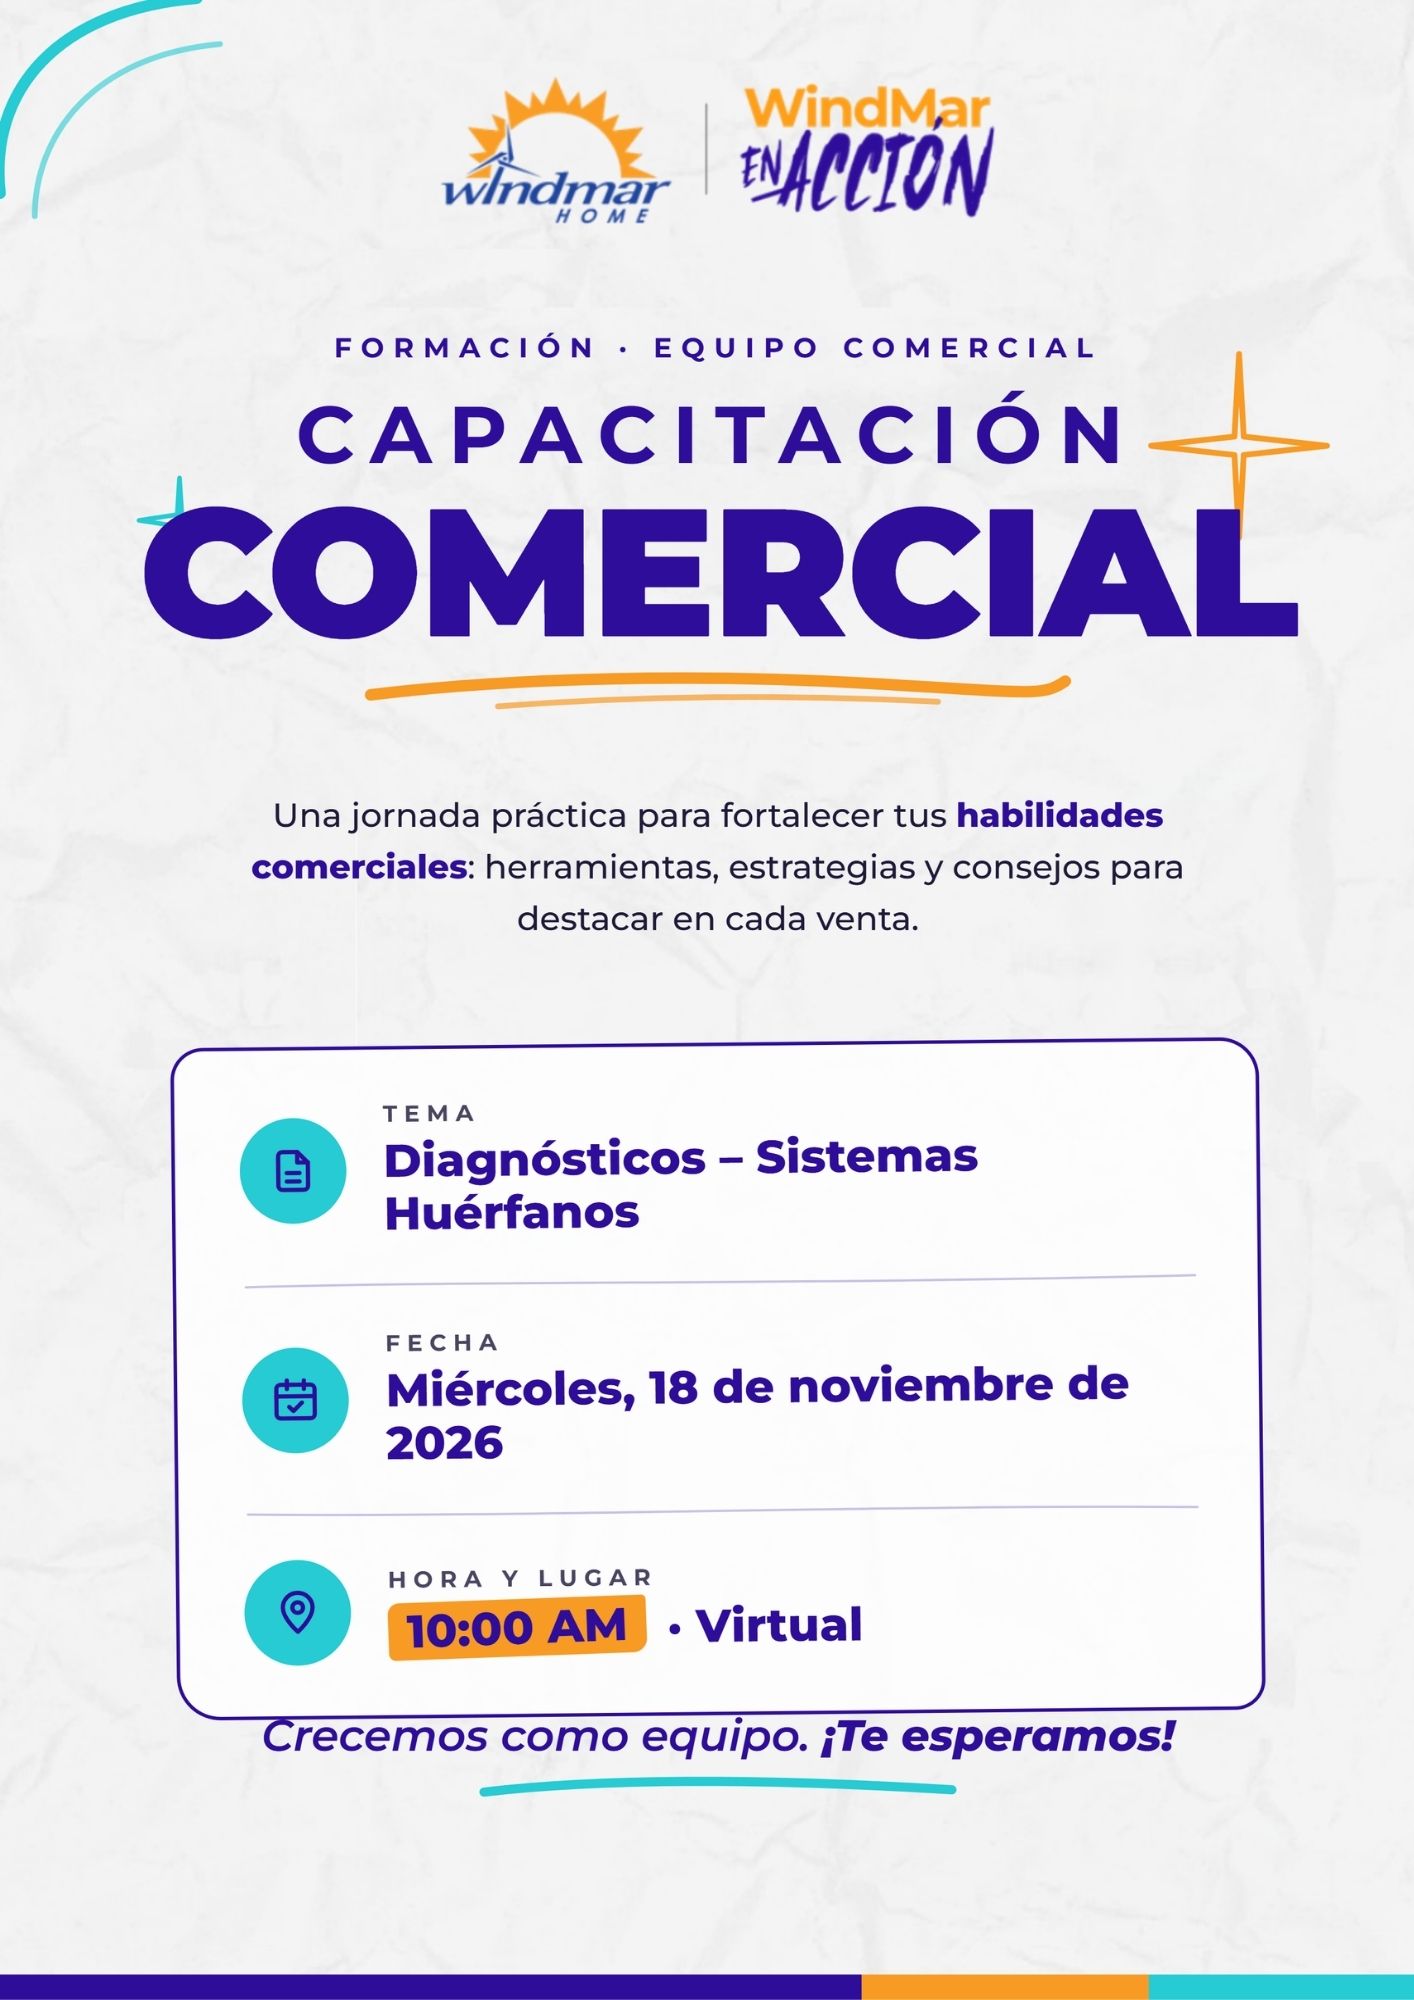 windmar
HOME
WindMar
EN ACCIÓN
FORMACIÓN · EQUIPO COMERCIAL
CAPACITACIÓN
COMERCIAL
Una jornada práctica para fortalecer tus habilidades
comerciales: herramientas, estrategias y consejos para
destacar en cada venta.
TEMA
Diagnósticos – Sistemas
Huérfanos
FECHA
Miércoles, 18 de noviembre de
2026
HORA Y LUGAR
10:00 AM · Virtual
Crecemos como equipo. ¡Te esperamos!